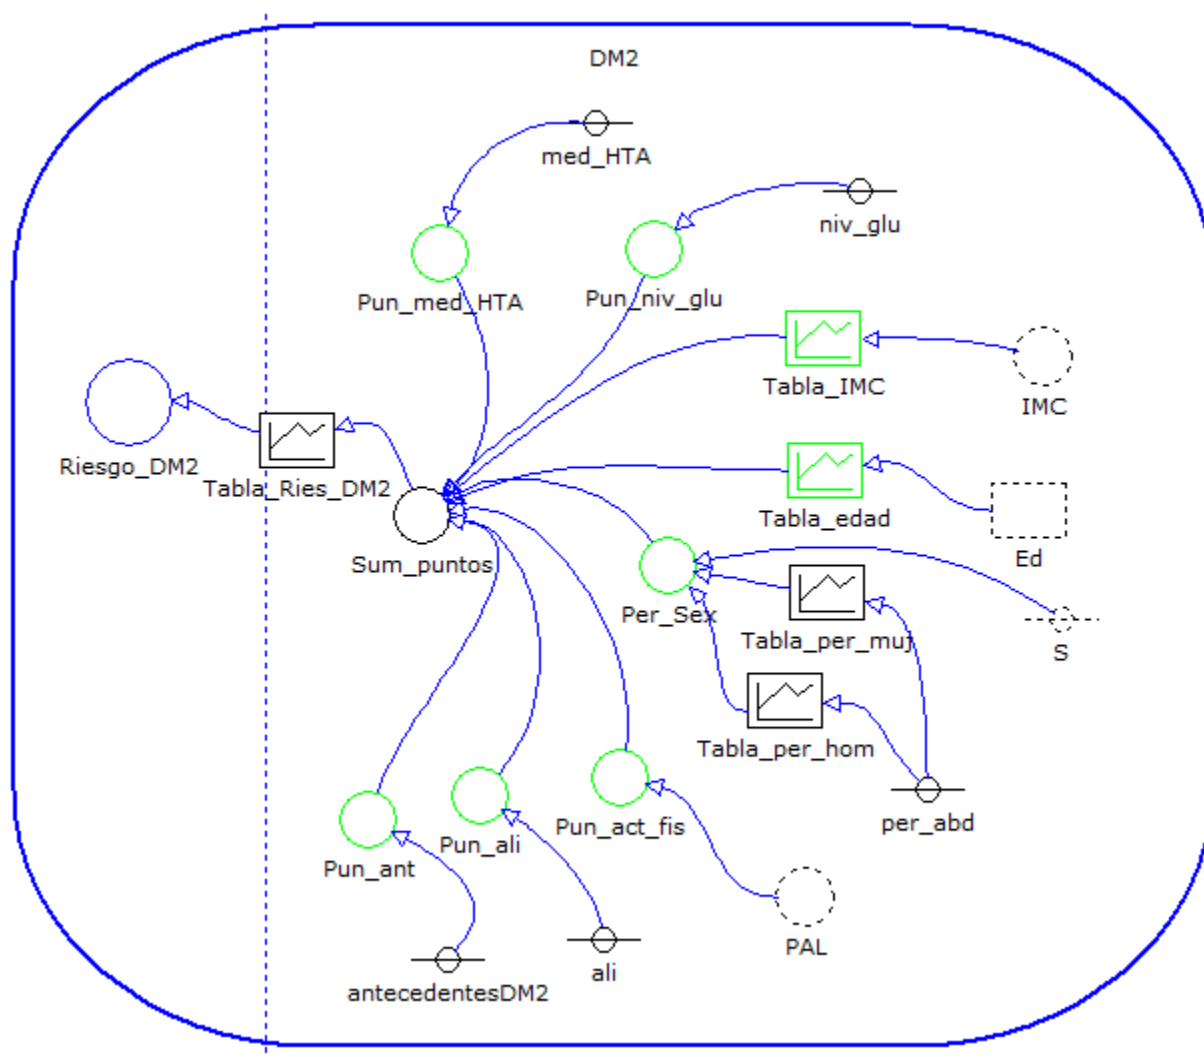 DM2
med_HTA
niv_glu
Pun_med_HTA
Pun_niv_glu
Tabla_IMC
IMC
Riesgo_DM2
Tabla_Ries_DM2
Tabla_edad
Ed
Sum_puntos
Per_Sex
Tabla_per_muj
S
Tabla_per_hom
per_abd
Pun_act_fis
Pun_ali
Pun_ant
PAL
ali
antecedentesDM2